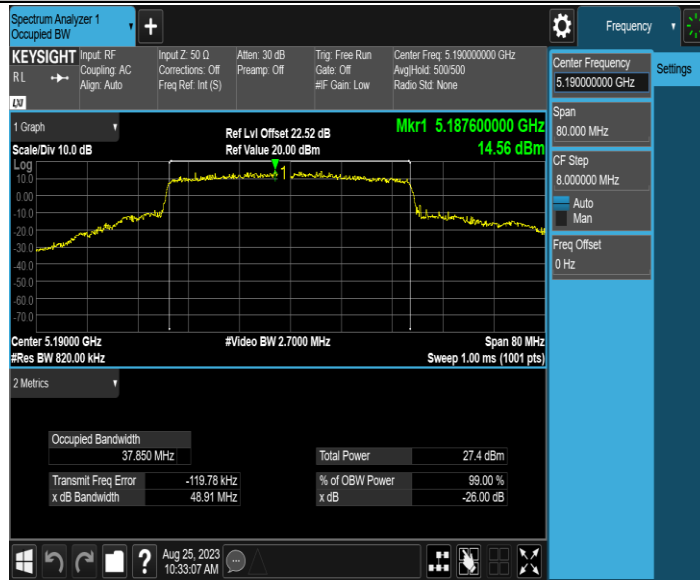 Spectrum Analyzer 1
Occupied BW
+
Frequency
KEYSIGHT
RL
LXI
Input: RF
Coupling: AC
Align: Auto
Input Z: 50 Ω
Corrections: Off
Freq Ref: Int (S)
Atten: 30 dB
Preamp: Off
Trig: Free Run
Gate: Off
#IF Gain: Low
Center Freq: 5.190000000 GHz
Avg|Hold: 500/500
Radio Std: None
Center Frequency
5.190000000 GHz
Settings
Span
80.000 MHz
CF Step
8.000000 MHz
Auto
Man
Freq Offset
0 Hz
1 Graph
Scale/Div 10.0 dB
Ref Lvl Offset 22.52 dB
Ref Value 20.00 dBm
Mkr1 5.187600000 GHz
14.56 dBm
Log
10.0
0.00
-10.0
-20.0
-30.0
-40.0
-50.0
-60.0
-70.0
1
Center 5.19000 GHz
#Res BW 820.00 kHz
#Video BW 2.7000 MHz
Span 80 MHz
Sweep 1.00 ms (1001 pts)
2 Metrics
Occupied Bandwidth
37.850 MHz
Total Power 27.4 dBm
Transmit Freq Error -119.78 kHz
% of OBW Power 99.00 %
x dB Bandwidth 48.91 MHz
x dB -26.00 dB
?
Aug 25, 2023
10:33:07 AM